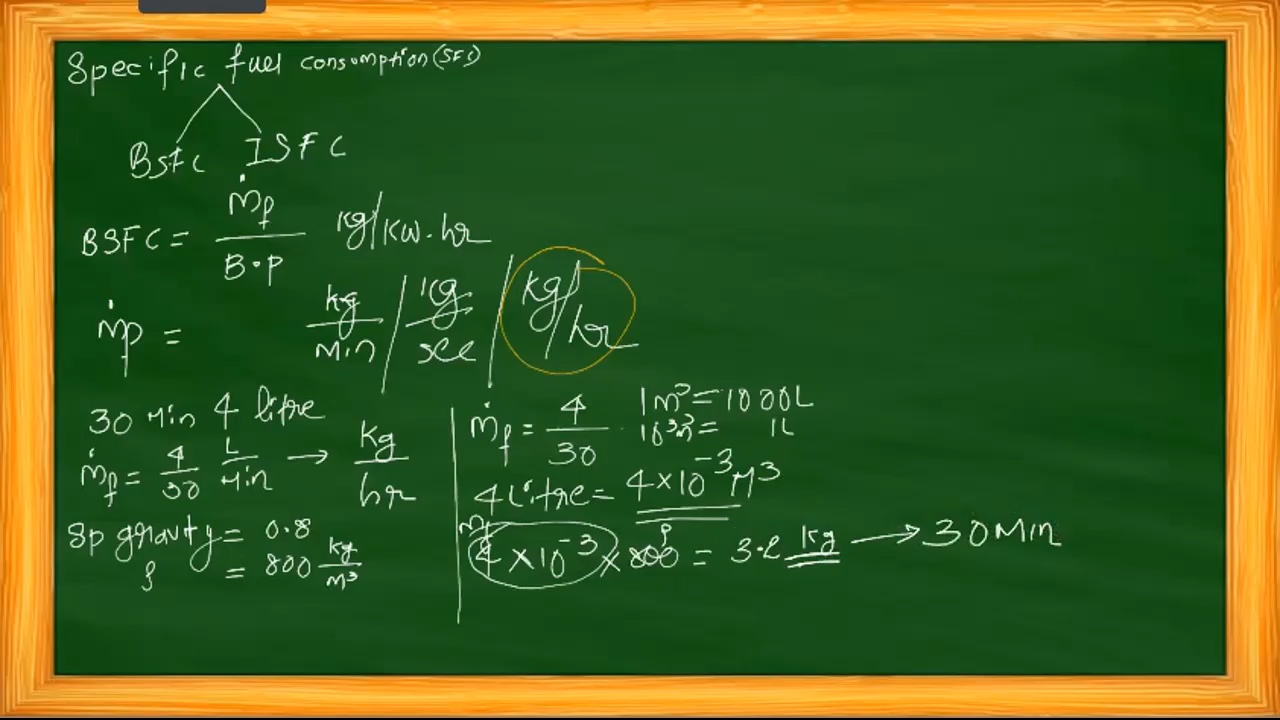 Specific fuel consumption (SFC)
BSFC ISFC
BSFC = ṁf / B.P kg/kw.hr
ṁf = kg/min / kg/sec / kg/hr
30 Min 4 litre
ṁf = 4/30 L/Min → kg/hr
Sp gravity = 0.8
ρ = 800 kg/m³
ṁf = 4/30 . 1m³ = 1000L
10⁻³m³ = 1L
4 Litre = 4×10⁻³ M³
4×10⁻³ × 800 = 3.2 kg → 30 Min